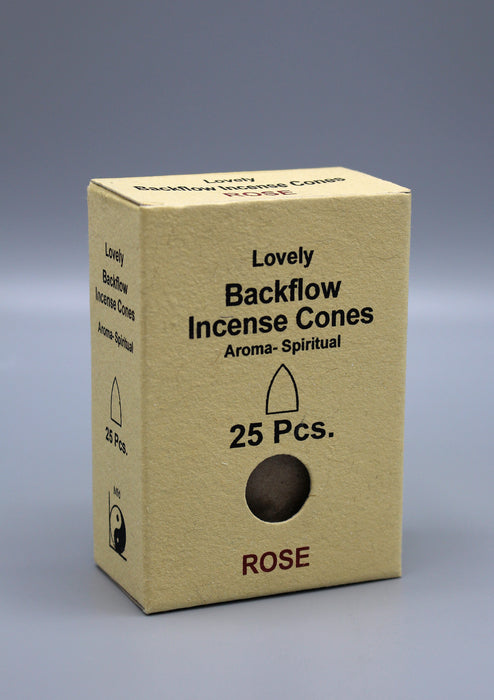 Lovely
Backflow Incense Cones
ROSE
Lovely
Backflow
Incense Cones
Aroma- Spiritual
25 Pcs.
ROSE
Lovely
Backflow
Incense Cones
Aroma- Spiritual
25 Pcs.